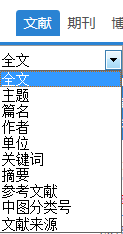 文献 期刊 博
全文
全文
主题
篇名
作者
单位
关键词
摘要
参考文献
中图分类号
文献来源